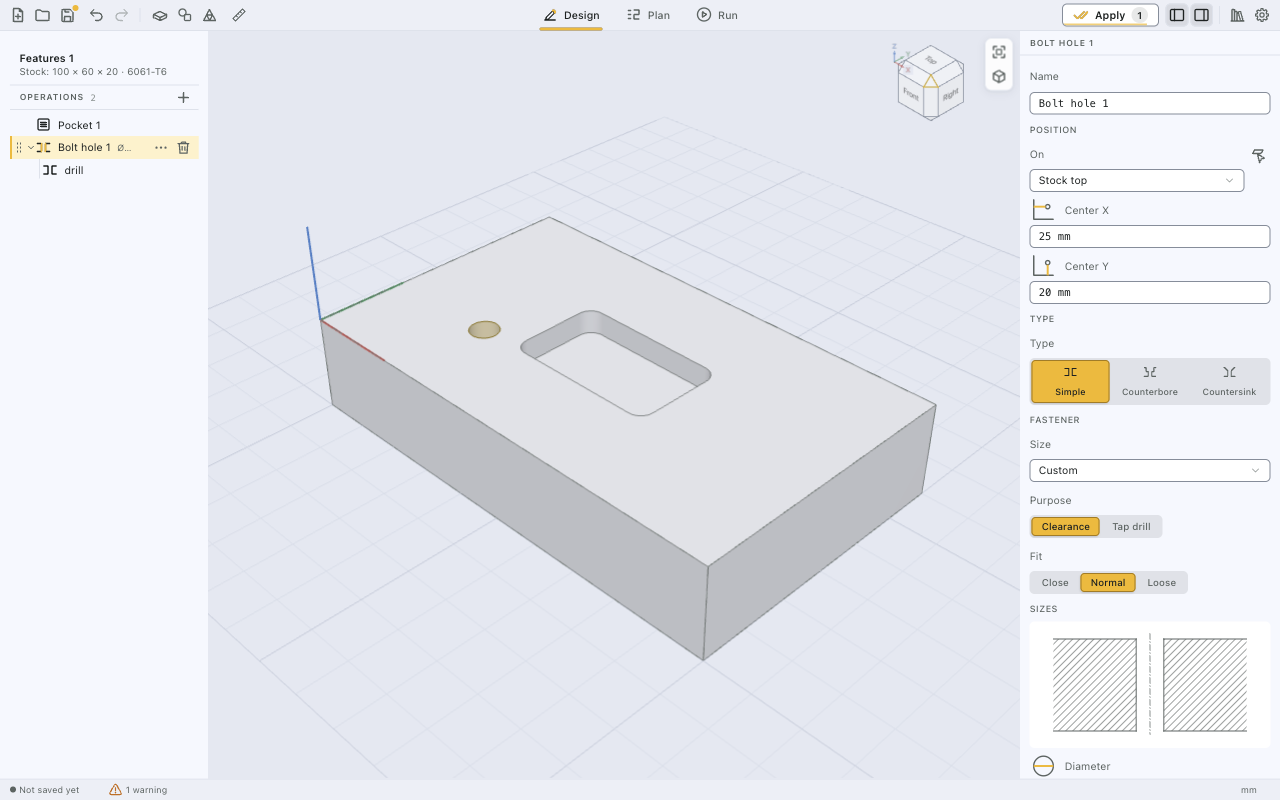 Design
Plan
Run
Apply 1
Features 1
Stock: 100 × 60 × 20 · 6061-T6
OPERATIONS 2
Pocket 1
Bolt hole 1 Ø...
drill
Z
Y
X
Top
Front
Right
BOLT HOLE 1
Name
Bolt hole 1
POSITION
On
Stock top
Center X
25 mm
Center Y
20 mm
TYPE
Type
Simple
Counterbore
Countersink
FASTENER
Size
Custom
Purpose
Clearance
Tap drill
Fit
Close
Normal
Loose
SIZES
Diameter
Not saved yet
1 warning
mm